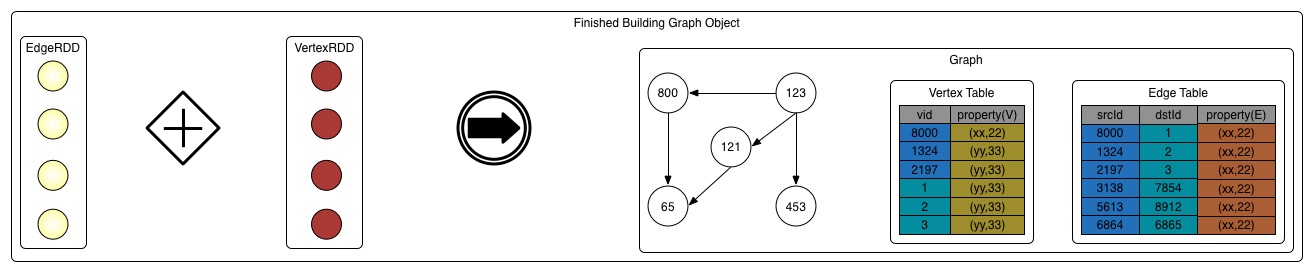 Finished Building Graph Object
EdgeRDD
VertexRDD
Graph
800
123
121
65
453
Vertex Table
vid property(V)
8000 (xx,22)
1324 (yy,33)
2197 (yy,33)
1 (yy,33)
2 (yy,33)
3 (yy,33)
Edge Table
srcId dstId property(E)
8000 1 (xx,22)
1324 2 (xx,22)
2197 3 (xx,22)
3138 7854 (xx,22)
5613 8912 (xx,22)
6864 6865 (xx,22)